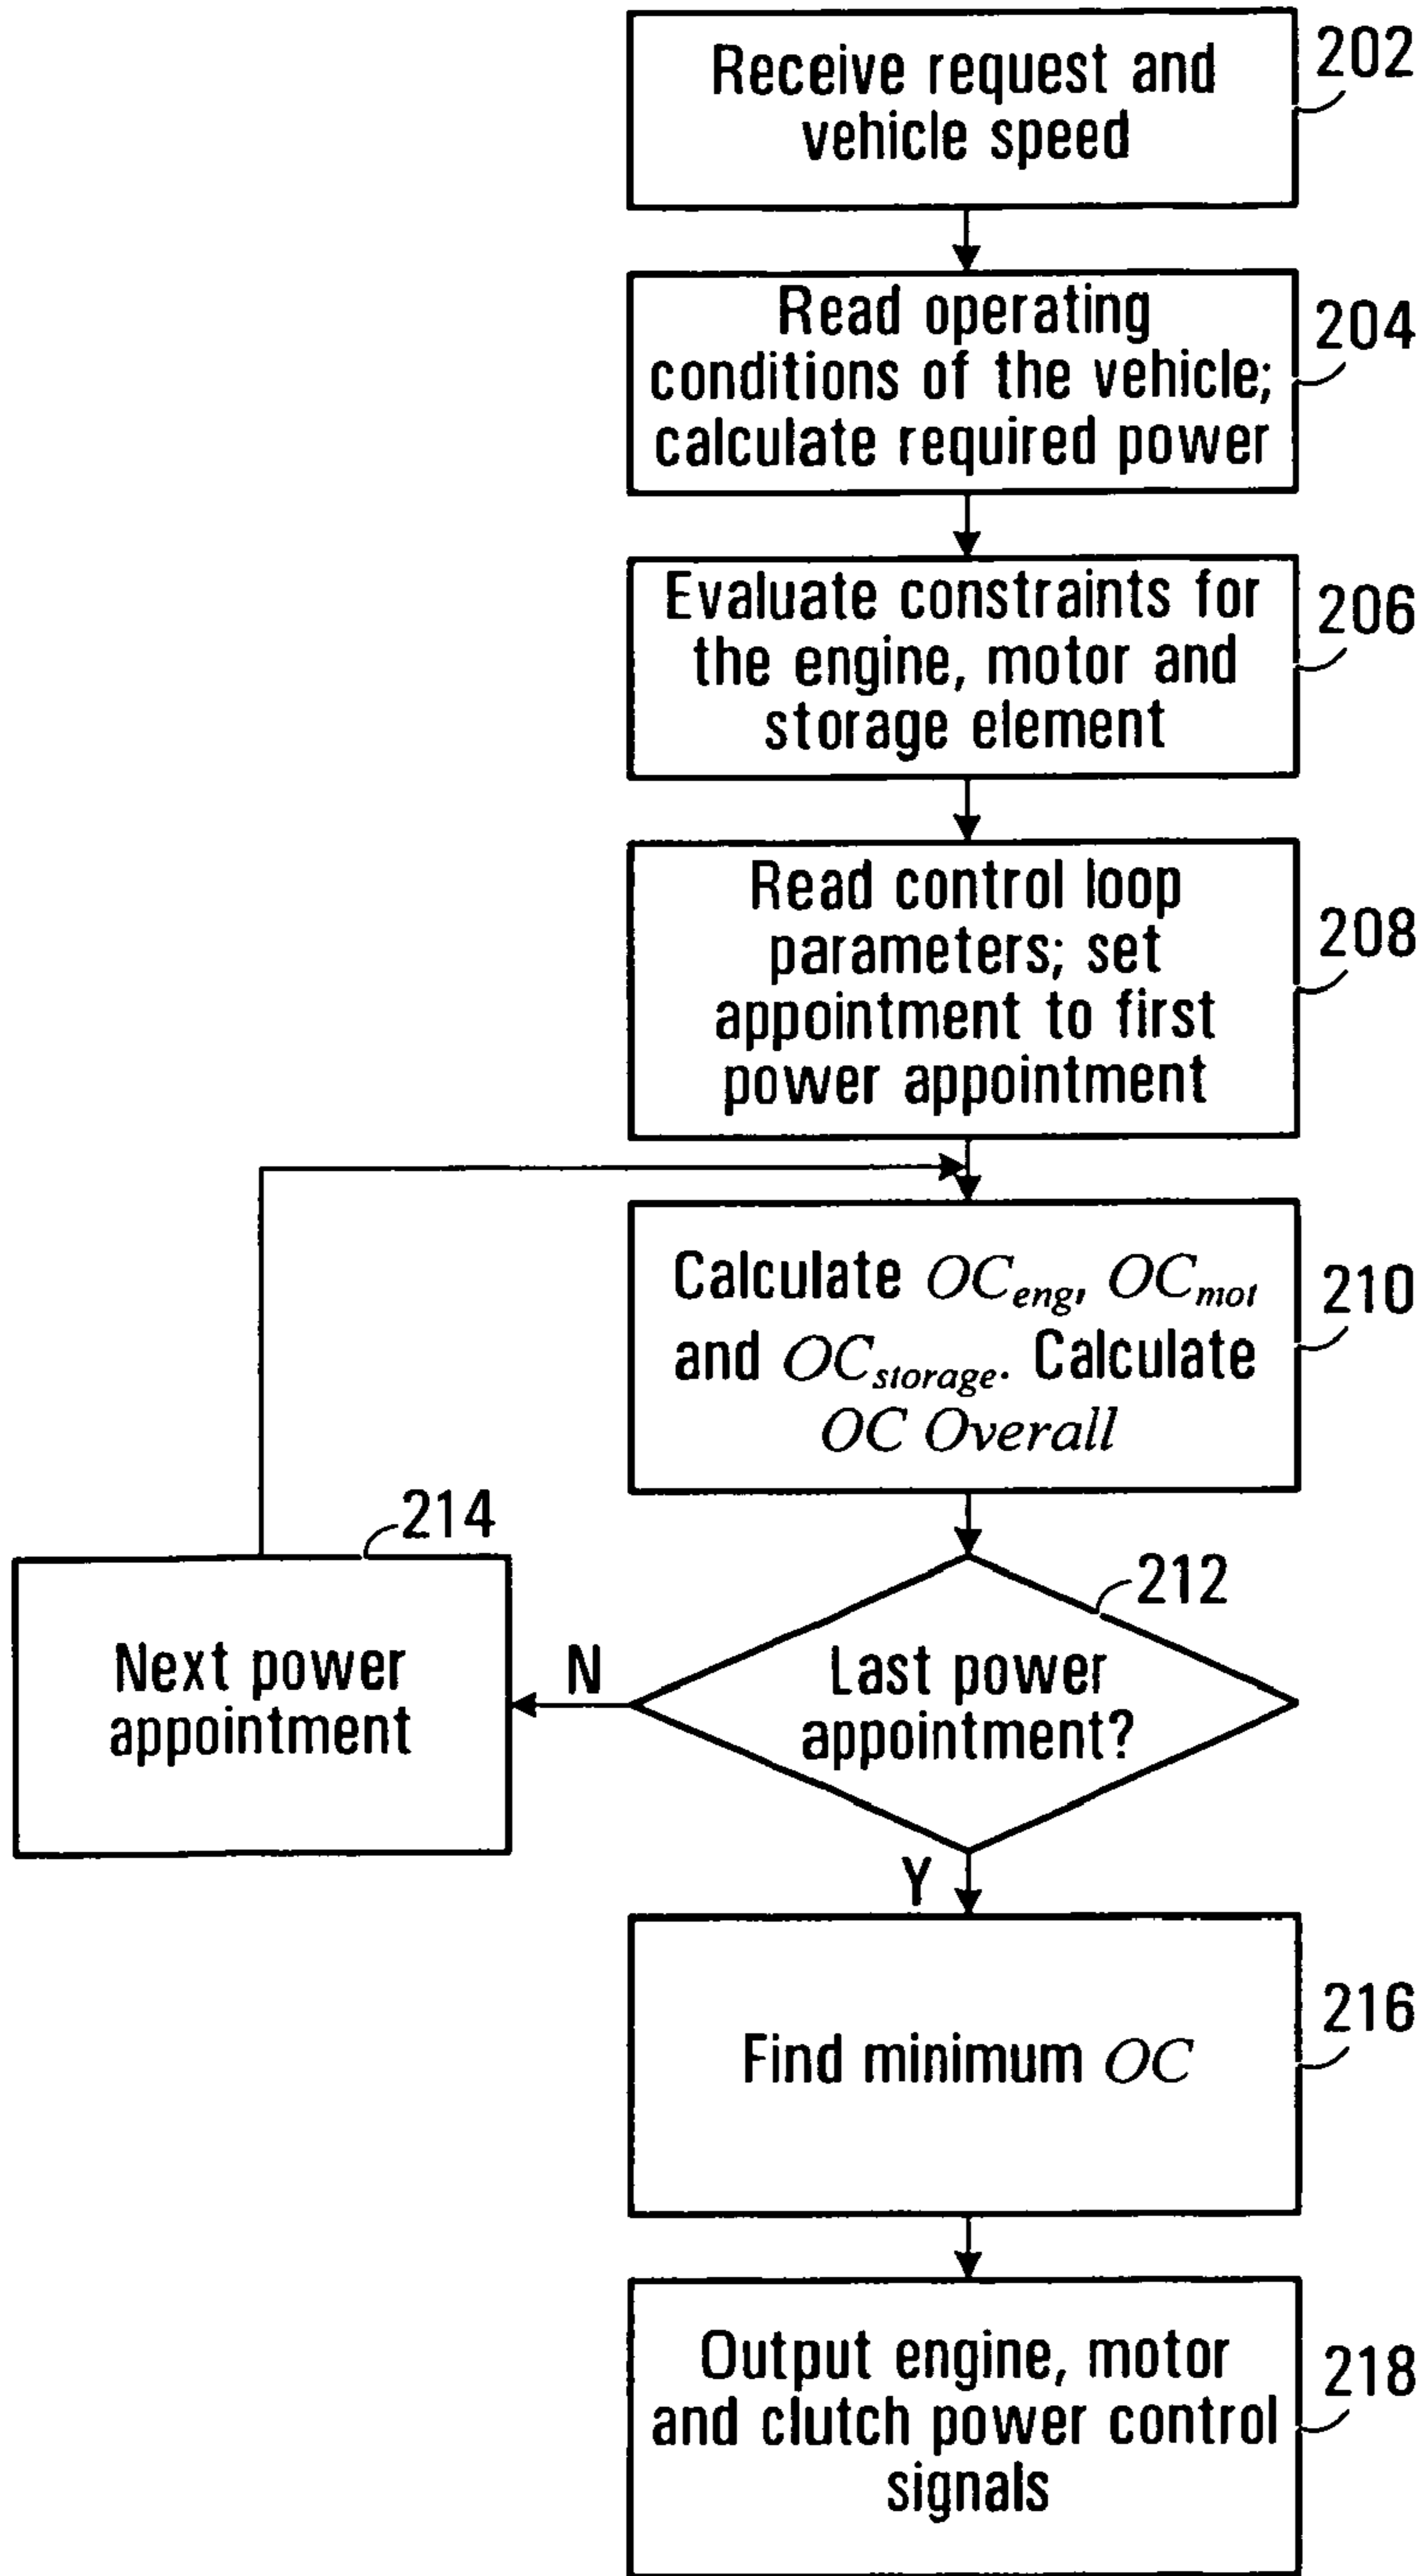 Receive request and
vehicle speed
202
Read operating
conditions of the vehicle;
calculate required power
204
Evaluate constraints for
the engine, motor and
storage element
206
Read control loop
parameters; set
appointment to first
power appointment
208
Calculate OCeng, OCmot
and OCstorage. Calculate
OC Overall
210
214
Next power
appointment
N
212
Last power
appointment?
Y
Find minimum OC
216
Output engine, motor
and clutch power control
signals
218